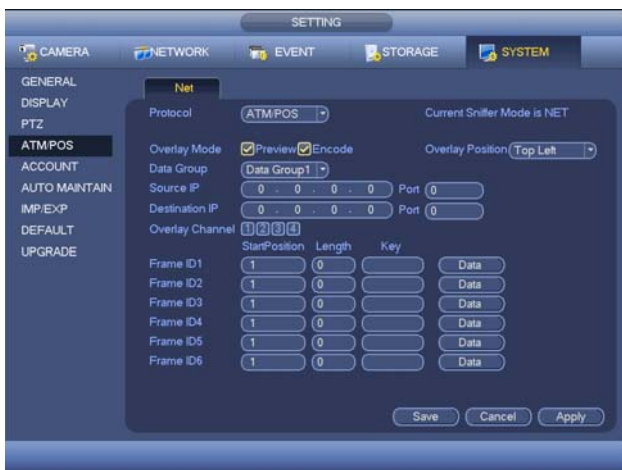 SETTING
CAMERA NETWORK EVENT STORAGE SYSTEM
GENERAL
DISPLAY
PTZ
ATM/POS
ACCOUNT
AUTO MAINTAIN
IMP/EXP
DEFAULT
UPGRADE
Net
Protocol ATM/POS Current Sniffer Mode is NET
Overlay Mode Preview Encode Overlay Position Top Left
Data Group Data Group1
Source IP 0 . 0 . 0 . 0 Port 0
Destination IP 0 . 0 . 0 . 0 Port 0
Overlay Channel 1 2 3 4
StartPosition Length Key
Frame ID1 1 0 Data
Frame ID2 1 0 Data
Frame ID3 1 0 Data
Frame ID4 1 0 Data
Frame ID5 1 0 Data
Frame ID6 1 0 Data
Save Cancel Apply